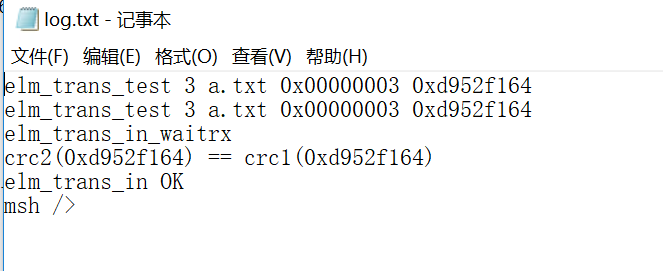 log.txt - 记事本
文件(F) 编辑(E) 格式(O) 查看(V) 帮助(H)
elm_trans_test 3 a.txt 0x00000003 0xd952f164
elm_trans_test 3 a.txt 0x00000003 0xd952f164
elm_trans_in_waitrx
crc2(0xd952f164) == crc1(0xd952f164)
elm_trans_in OK
msh />